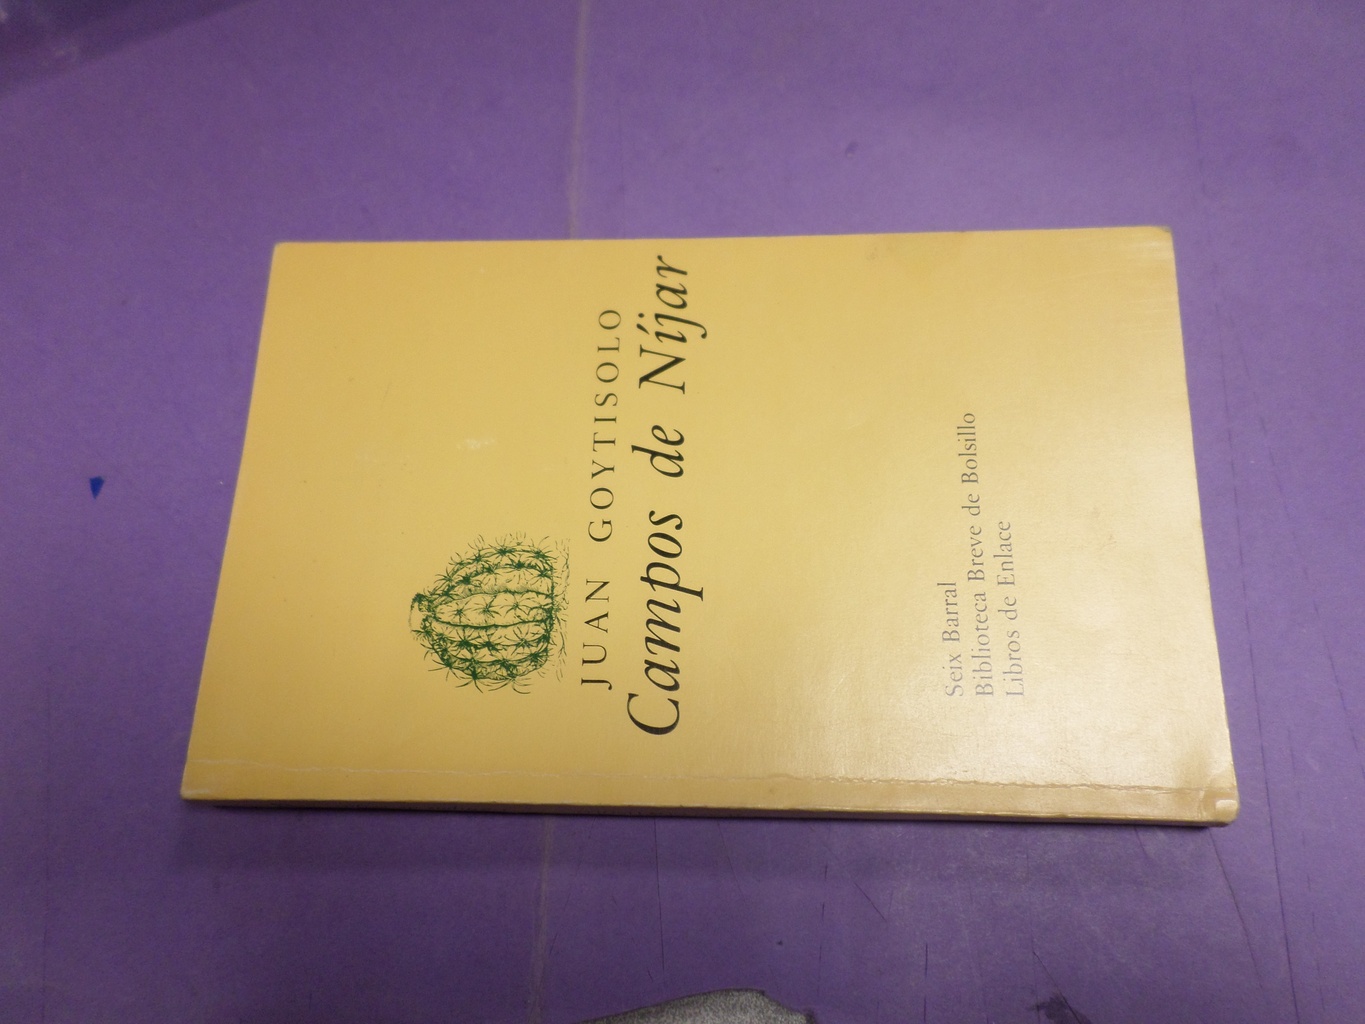 JUAN GOYTISOLO
Campos de Níjar
Seix Barral
Biblioteca Breve de Bolsillo
Libros de Enlace